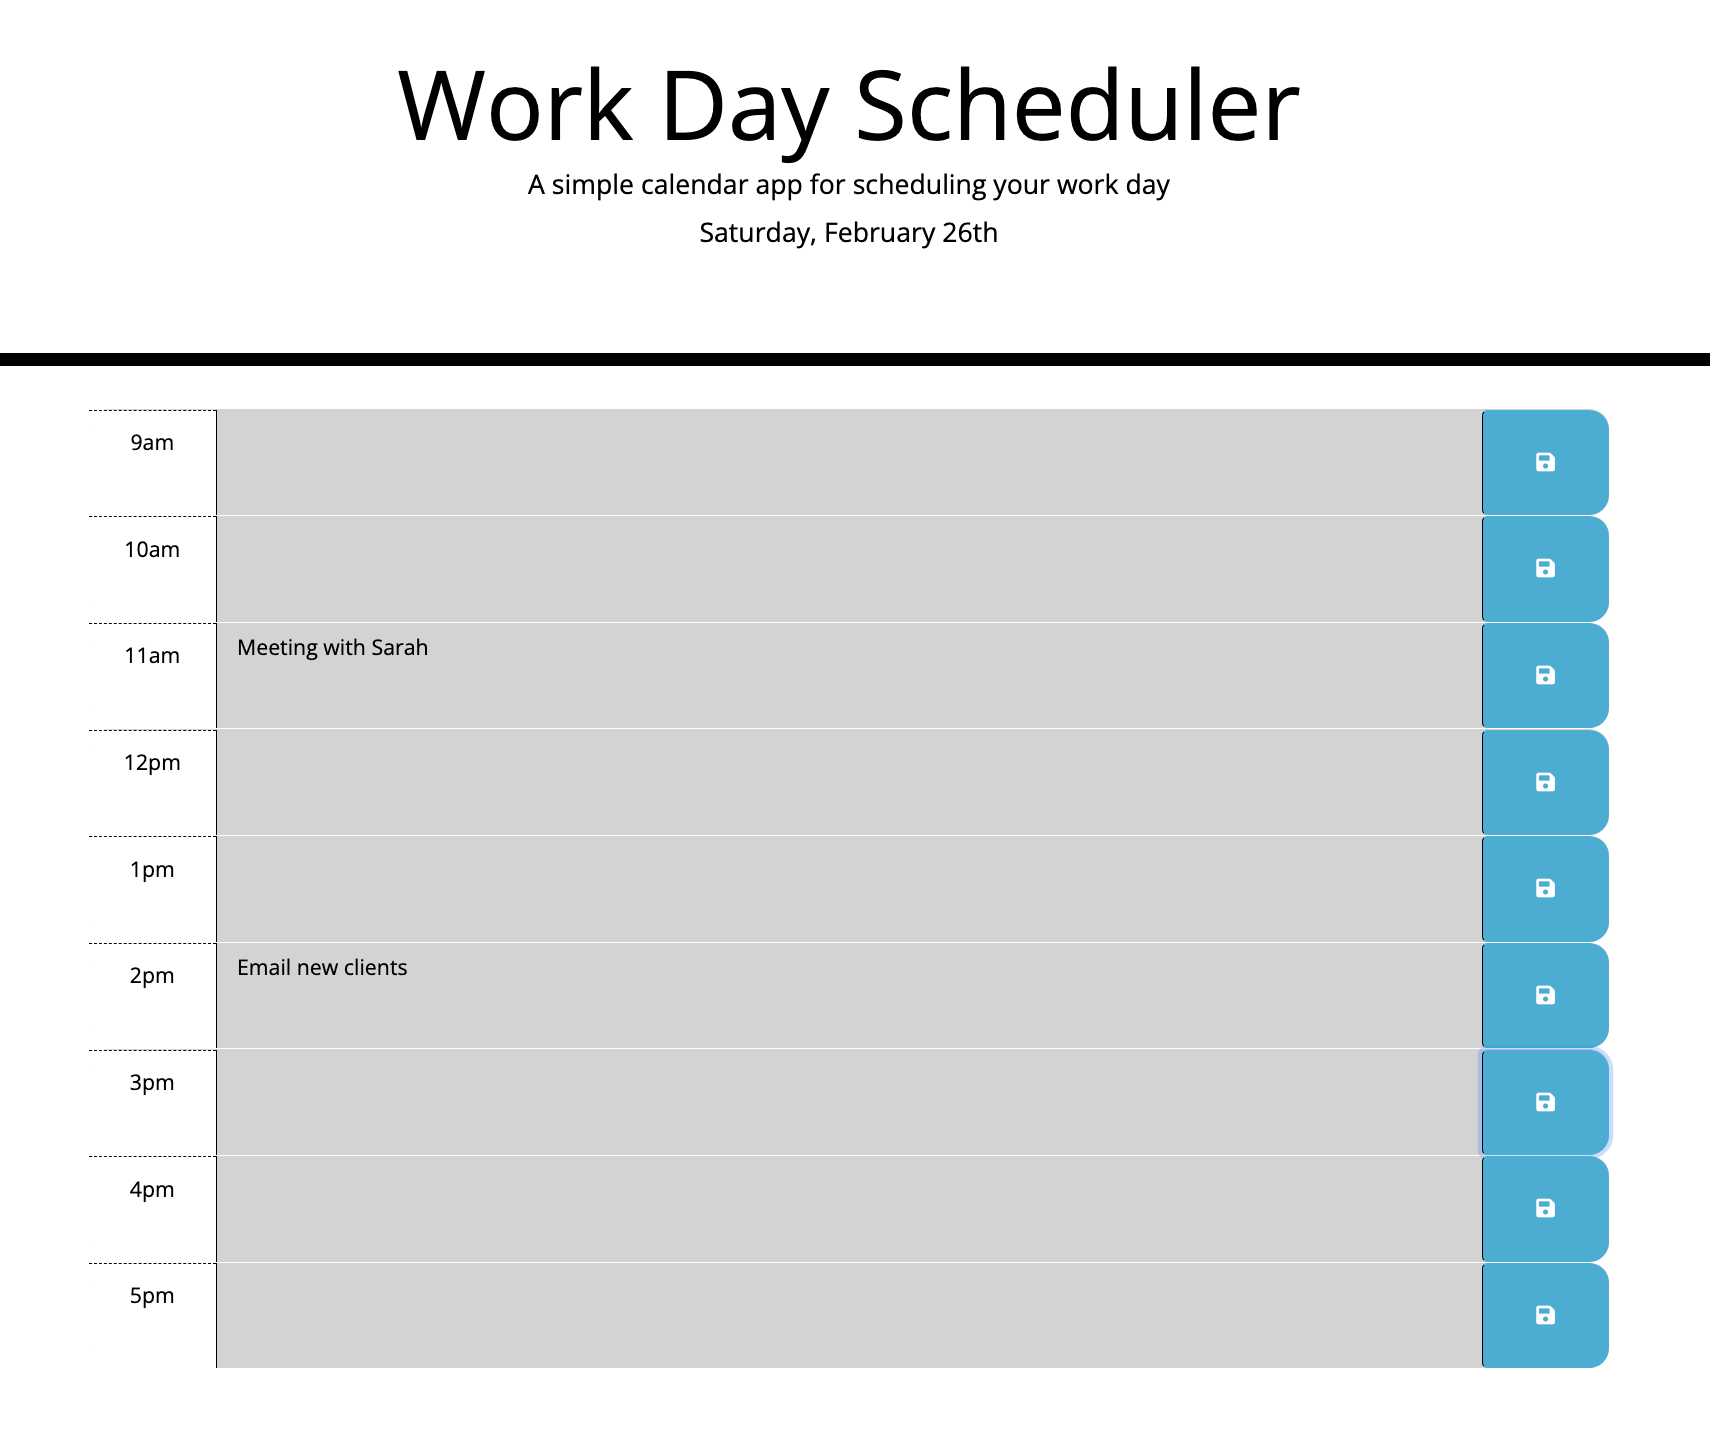 Work Day Scheduler
A simple calendar app for scheduling your work day
Saturday, February 26th
9am
10am
11am
Meeting with Sarah
12pm
1pm
2pm
Email new clients
3pm
4pm
5pm